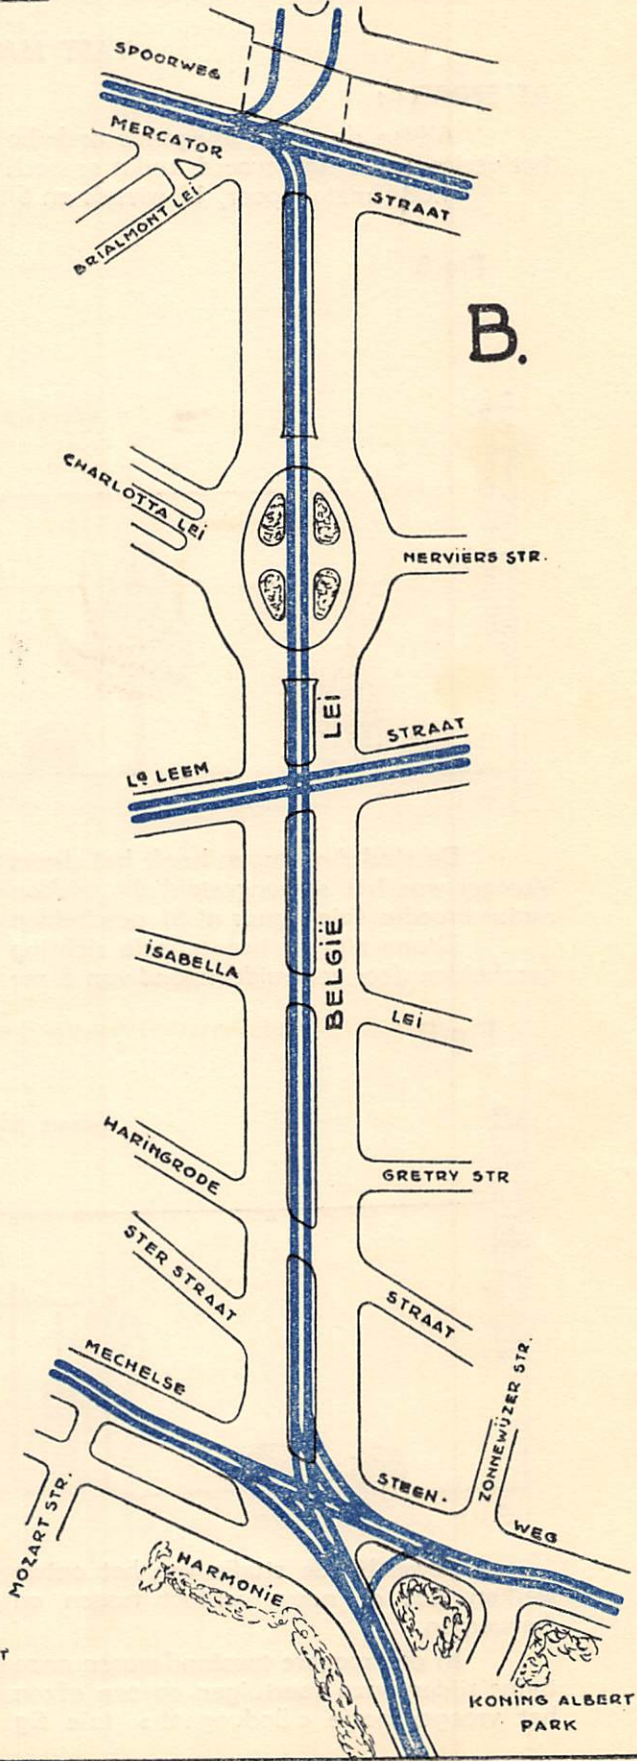 SPOORWEG
MERCATOR
STRAAT
BRIALMONT LEI
B.
CHARLOTTA LEI
NERVIERS STR.
LEI
STRAAT
Lª LEEM
BELGIË
ISABELLA
LEI
HARINGRODE
GRETRY STR
STER STRAAT
STRAAT
MECHELSE
ZONNEWIJZER STR.
STEEN.
WEG
MOZART STR.
HARMONIE
KONING ALBERT
PARK